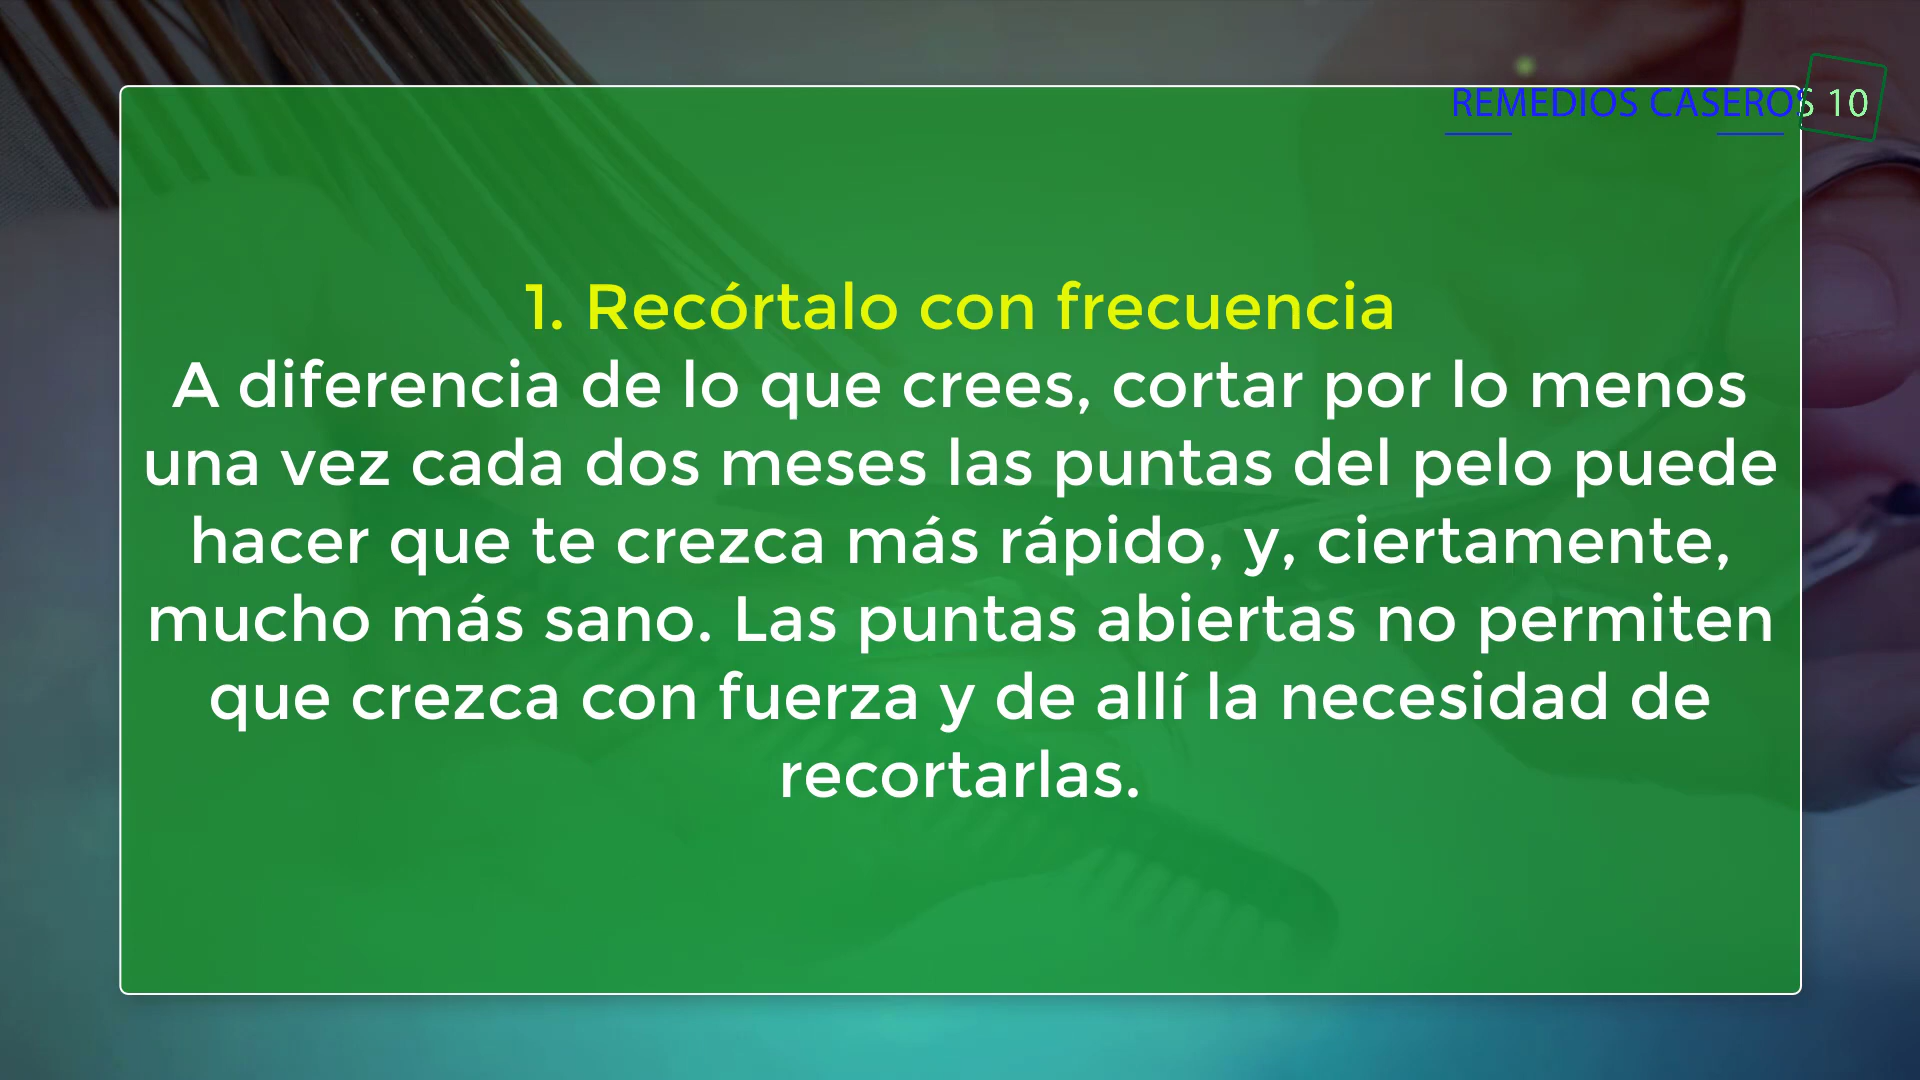 REMEDIOS CASEROS 10
1. Recórtalo con frecuencia
A diferencia de lo que crees, cortar por lo menos
una vez cada dos meses las puntas del pelo puede
hacer que te crezca más rápido, y, ciertamente,
mucho más sano. Las puntas abiertas no permiten
que crezca con fuerza y de allí la necesidad de
recortarlas.